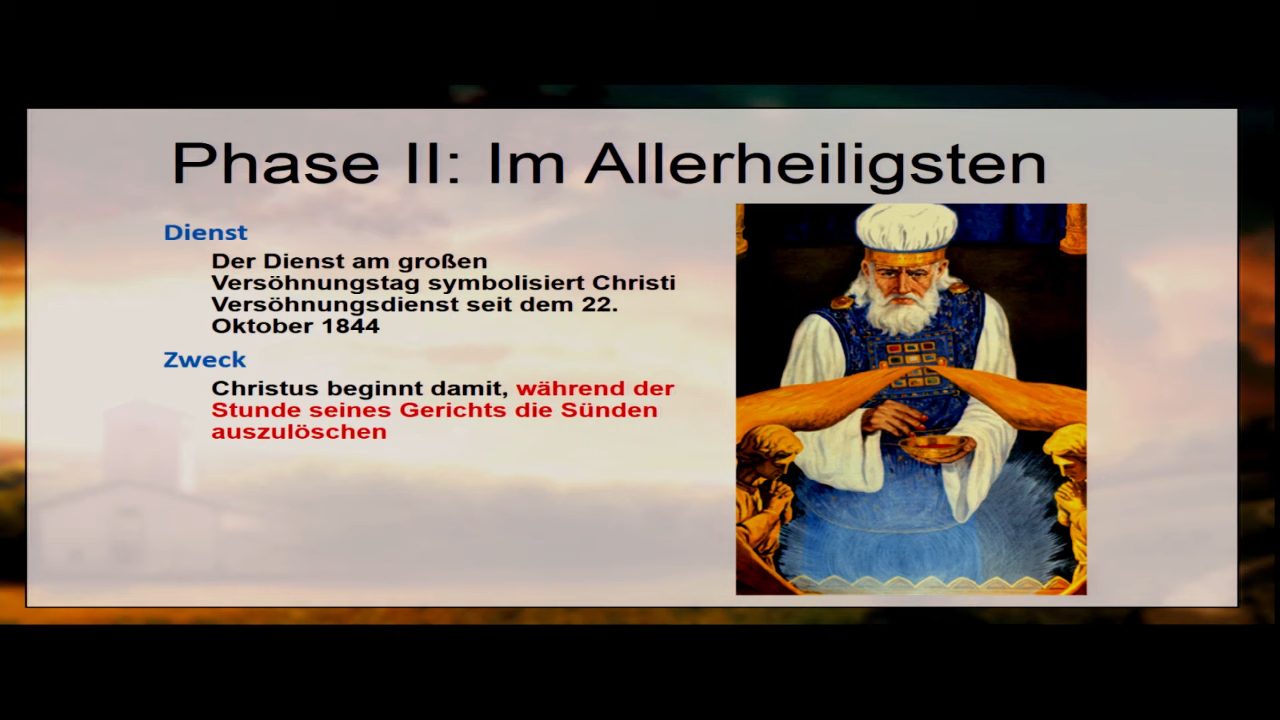 Phase II: Im Allerheiligsten
Dienst
Der Dienst am großen
Versöhnungstag symbolisiert Christi
Versöhnungsdienst seit dem 22.
Oktober 1844
Zweck
Christus beginnt damit, während der
Stunde seines Gerichts die Sünden
auszulöschen